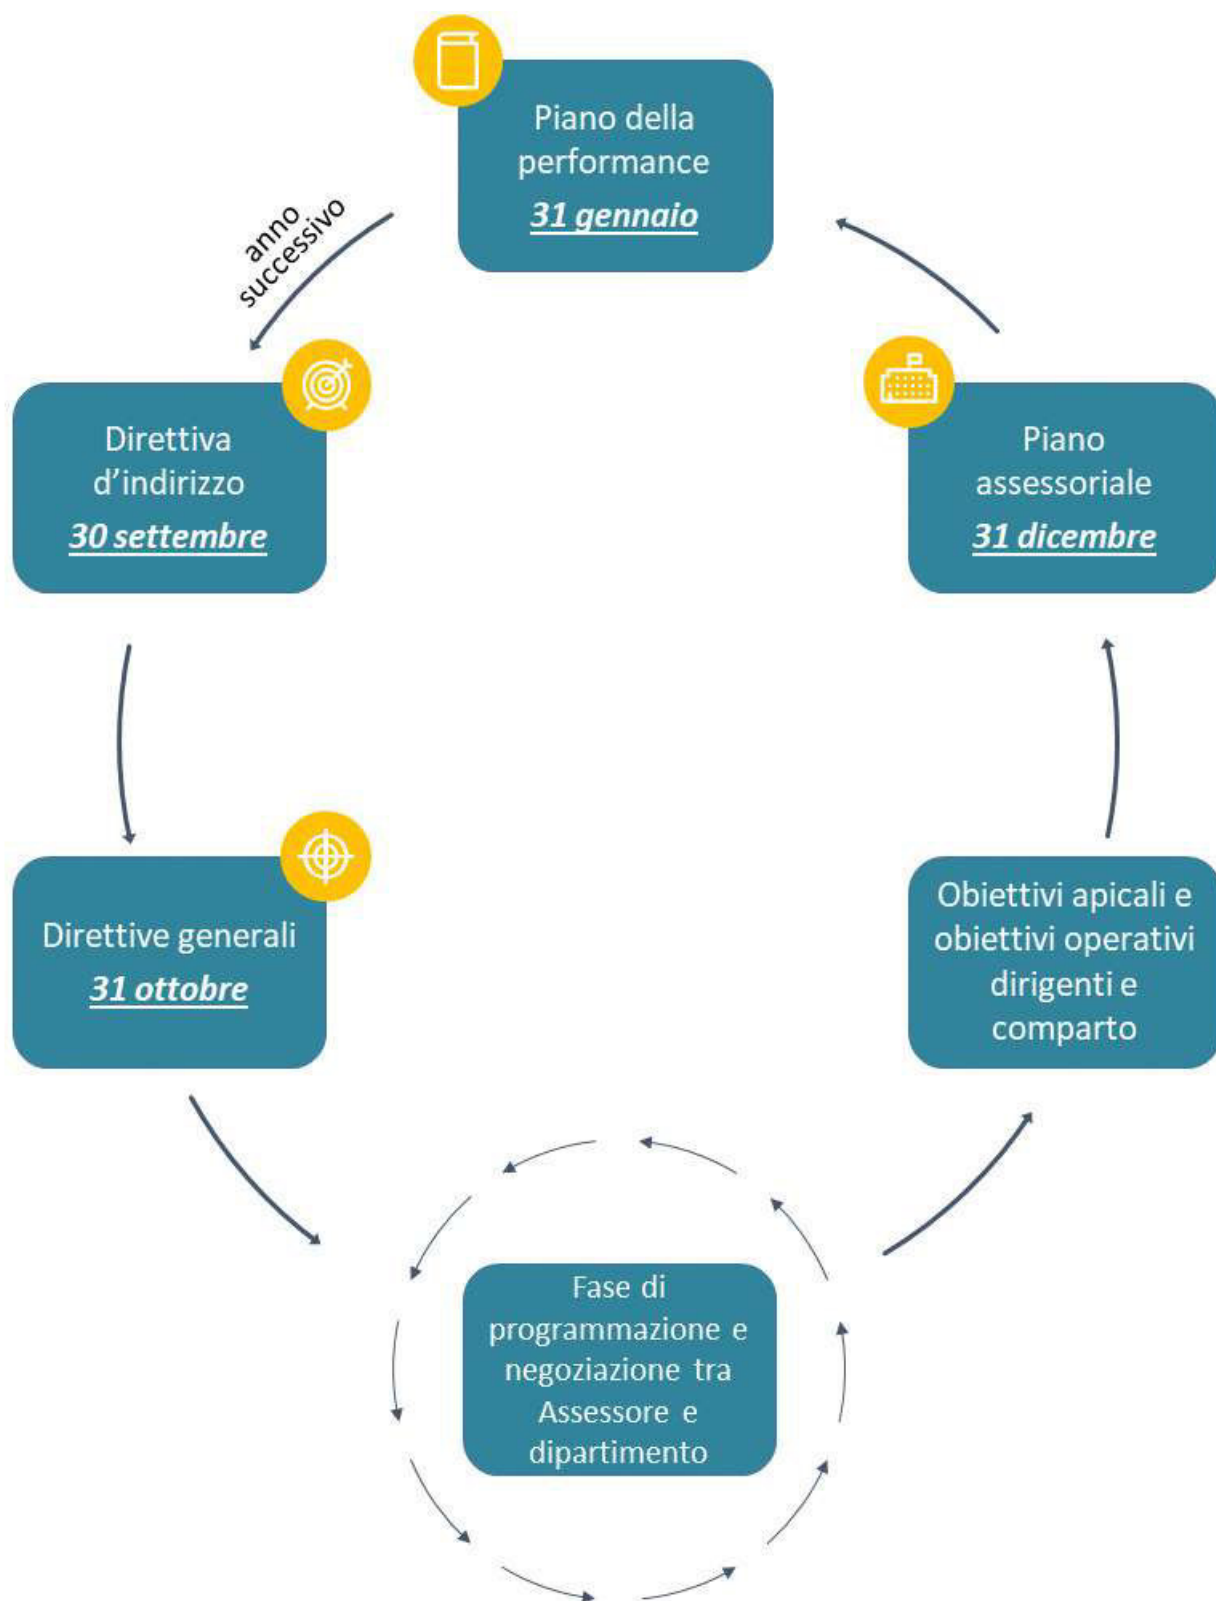 Piano della
performance
31 gennaio
anno
successivo
Direttiva
d’indirizzo
30 settembre
Piano
assessoriale
31 dicembre
Direttive generali
31 ottobre
Obiettivi apicali e
obiettivi operativi
dirigenti e
comparto
Fase di
programmazione e
negoziazione tra
Assessore e
dipartimento